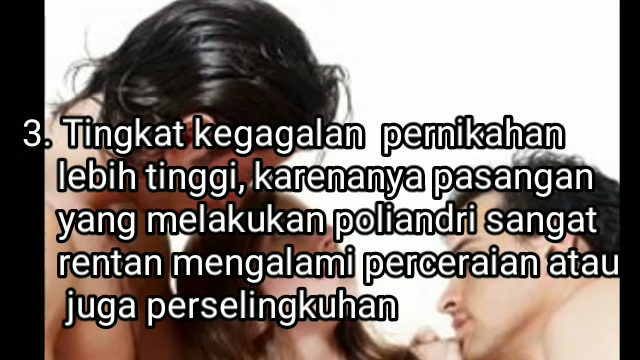 3. Tingkat kegagalan pernikahan
lebih tinggi, karenanya pasangan
yang melakukan poliandri sangat
rentan mengalami perceraian atau
juga perselingkuhan